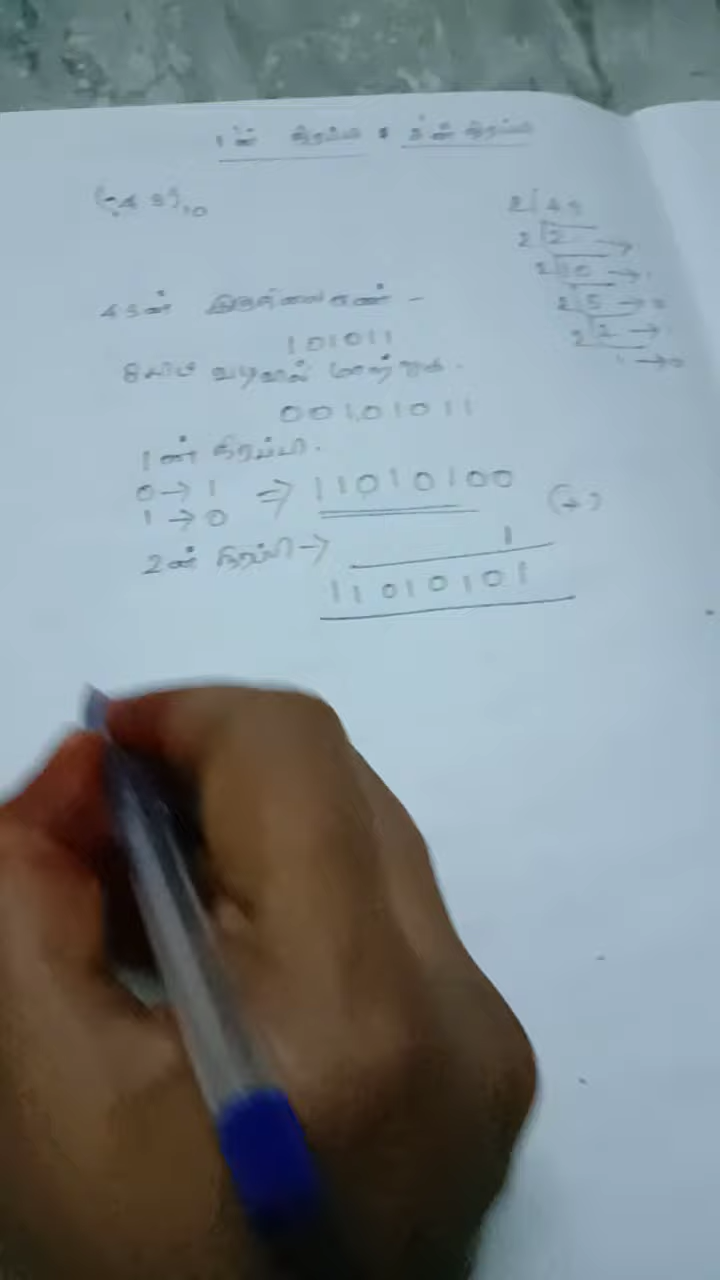 1ன் நிரப்பி & 2ன் நிரப்பி
(-43)10
43ன் இருநிலை எண் -
101011
8 பிட் வடிவில் மாற்றுக.
00101011
1ன் நிரப்பி.
0→1 ⇒ 11010100
1→0
(+)
2ன் நிரப்பி→ 1
11010101
2 43
2
2 10 →
2 5 →
2 2 →
1 →0